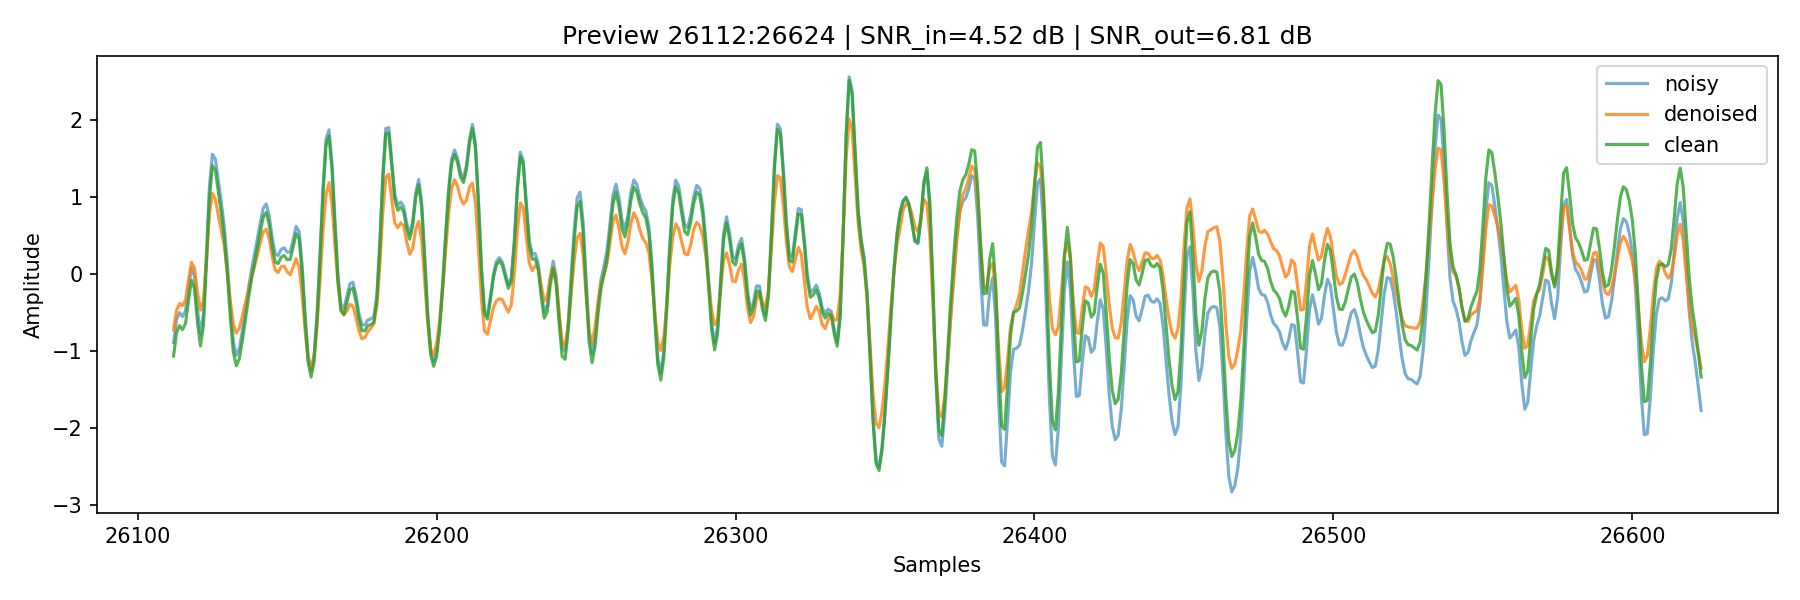 Preview 26112:26624 | SNR_in=4.52 dB | SNR_out=6.81 dB
noisy
denoised
clean
Amplitude
2
1
0
−1
−2
−3
26100 26200 26300 26400 26500 26600
Samples